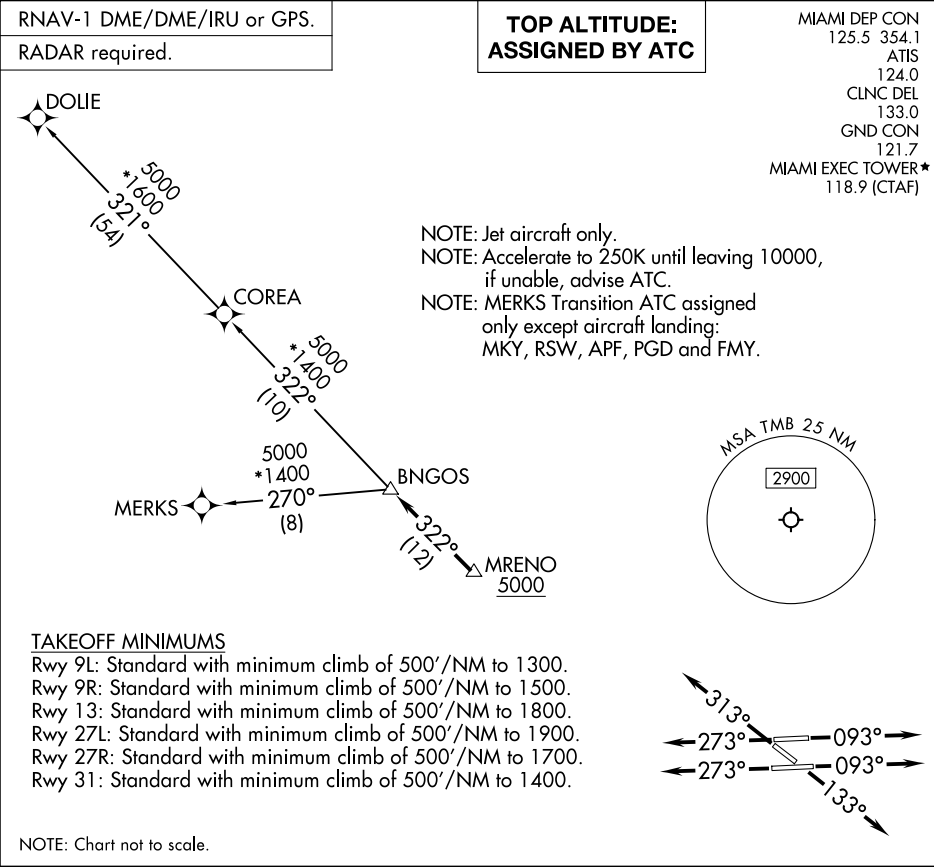 RNAV-1 DME/DME/IRU or GPS.
RADAR required.
TOP ALTITUDE:
ASSIGNED BY ATC
MIAMI DEP CON
125.5 354.1
ATIS
124.0
CLNC DEL
133.0
GND CON
121.7
MIAMI EXEC TOWER★
118.9 (CTAF)
DOLIE
5000
*1600
321°
(54)
NOTE: Jet aircraft only.
NOTE: Accelerate to 250K until leaving 10000,
if unable, advise ATC.
NOTE: MERKS Transition ATC assigned
only except aircraft landing:
MKY, RSW, APF, PGD and FMY.
COREA
5000
*1400
322°
(10)
5000
*1400
270°
(8)
MERKS
BNGOS
322°
(12)
MRENO
5000
MSA TMB 25 NM
2900
TAKEOFF MINIMUMS
Rwy 9L: Standard with minimum climb of 500'/NM to 1300.
Rwy 9R: Standard with minimum climb of 500'/NM to 1500.
Rwy 13: Standard with minimum climb of 500'/NM to 1800.
Rwy 27L: Standard with minimum climb of 500'/NM to 1900.
Rwy 27R: Standard with minimum climb of 500'/NM to 1700.
Rwy 31: Standard with minimum climb of 500'/NM to 1400.
313°
273° 093°
273° 093°
133°
NOTE: Chart not to scale.